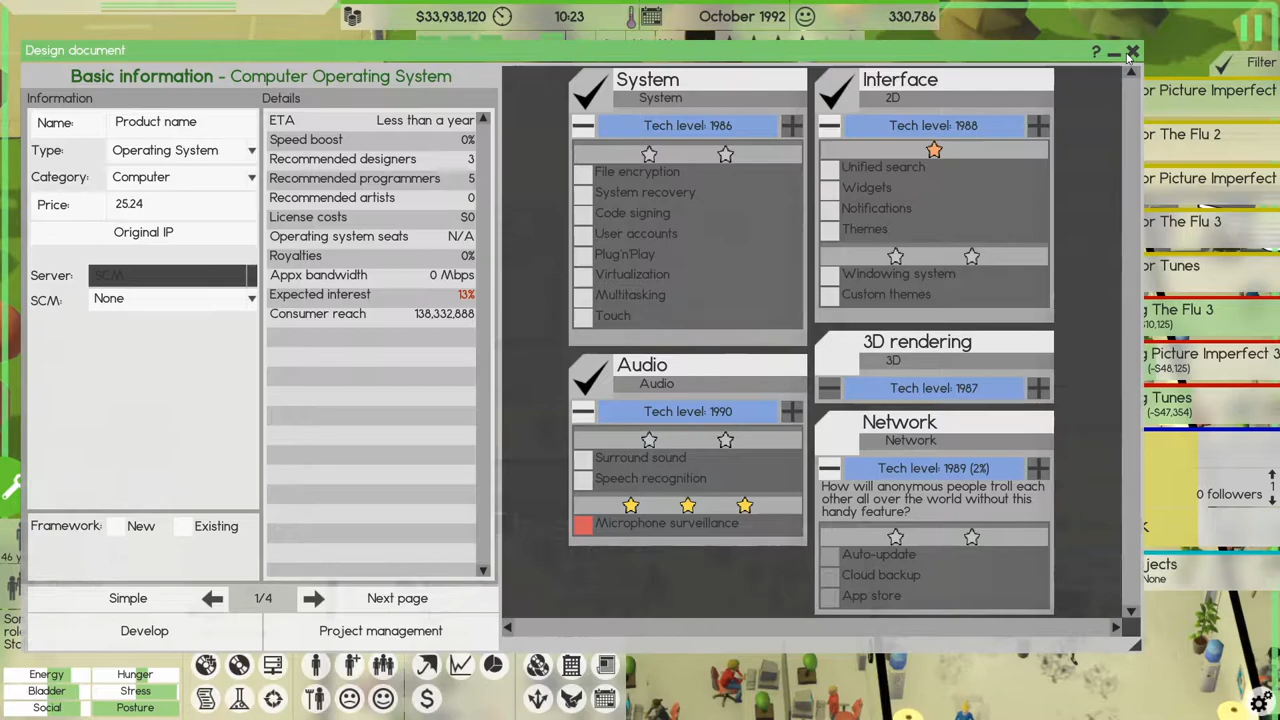 $33,938,120
10:23
October 1992
330,786
Design document
?
Filter
Basic information - Computer Operating System
Information
Name:
Product name
Type:
Operating System
Category:
Computer
Price:
25.24
Original IP
Server:
SCM
SCM:
None
Framework:
New
Existing
Details
ETA
Less than a year
Speed boost
0%
Recommended designers
3
Recommended programmers
5
Recommended artists
0
License costs
$0
Operating system seats
N/A
Royalties
0%
Appx bandwidth
0 Mbps
Expected interest
13%
Consumer reach
138,332,888
Simple
1/4
Next page
Develop
Project management
System
System
Tech level: 1986
File encryption
System recovery
Code signing
User accounts
Plug'n'Play
Virtualization
Multitasking
Touch
Audio
Audio
Tech level: 1990
Surround sound
Speech recognition
Microphone surveillance
Interface
2D
Tech level: 1988
Unified search
Widgets
Notifications
Themes
Windowing system
Custom themes
3D rendering
3D
Tech level: 1987
Network
Network
Tech level: 1989 (2%)
How will anonymous people troll each
other all over the world without this
handy feature?
Auto-update
Cloud backup
App store
or Picture Imperfect
or The Flu 2
or Picture Imperfect
or The Flu 3
or Tunes
g The Flu 3
$10,125)
g Picture Imperfect 3
(-$48,125)
g Tunes
(-$47,354)
0 followers
1
jects
None
46 y
Energy
Hunger
Bladder
Stress
Social
Posture
$